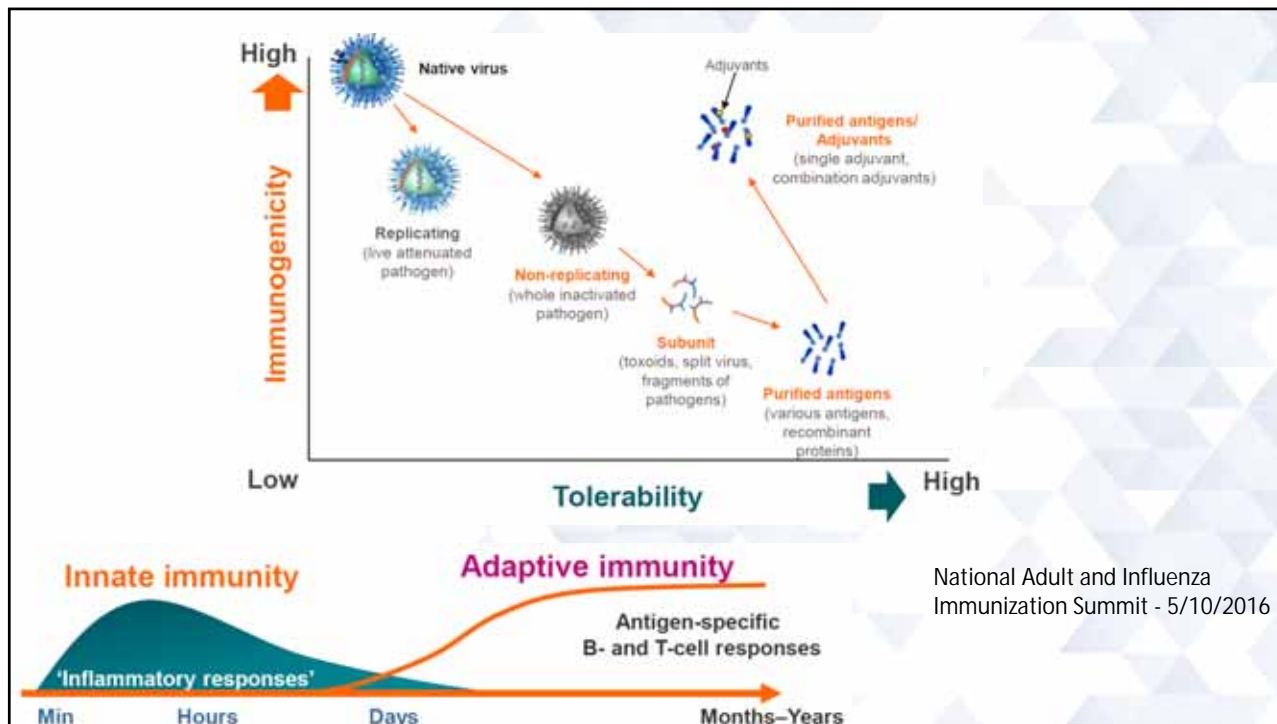 High
Native virus
Adjuvants
Purified antigens/
Adjuvants
(single adjuvant,
combination adjuvants)
Immunogenicity
Replicating
(live attenuated
pathogen)
Non-replicating
(whole inactivated
pathogen)
Subunit
(toxoids, split virus,
fragments of
pathogens)
Purified antigens
(various antigens,
recombinant
proteins)
Low
Tolerability
High
Innate immunity
Adaptive immunity
National Adult and Influenza
Immunization Summit - 5/10/2016
Antigen-specific
B- and T-cell responses
‘Inflammatory responses’
Min
Hours
Days
Months–Years